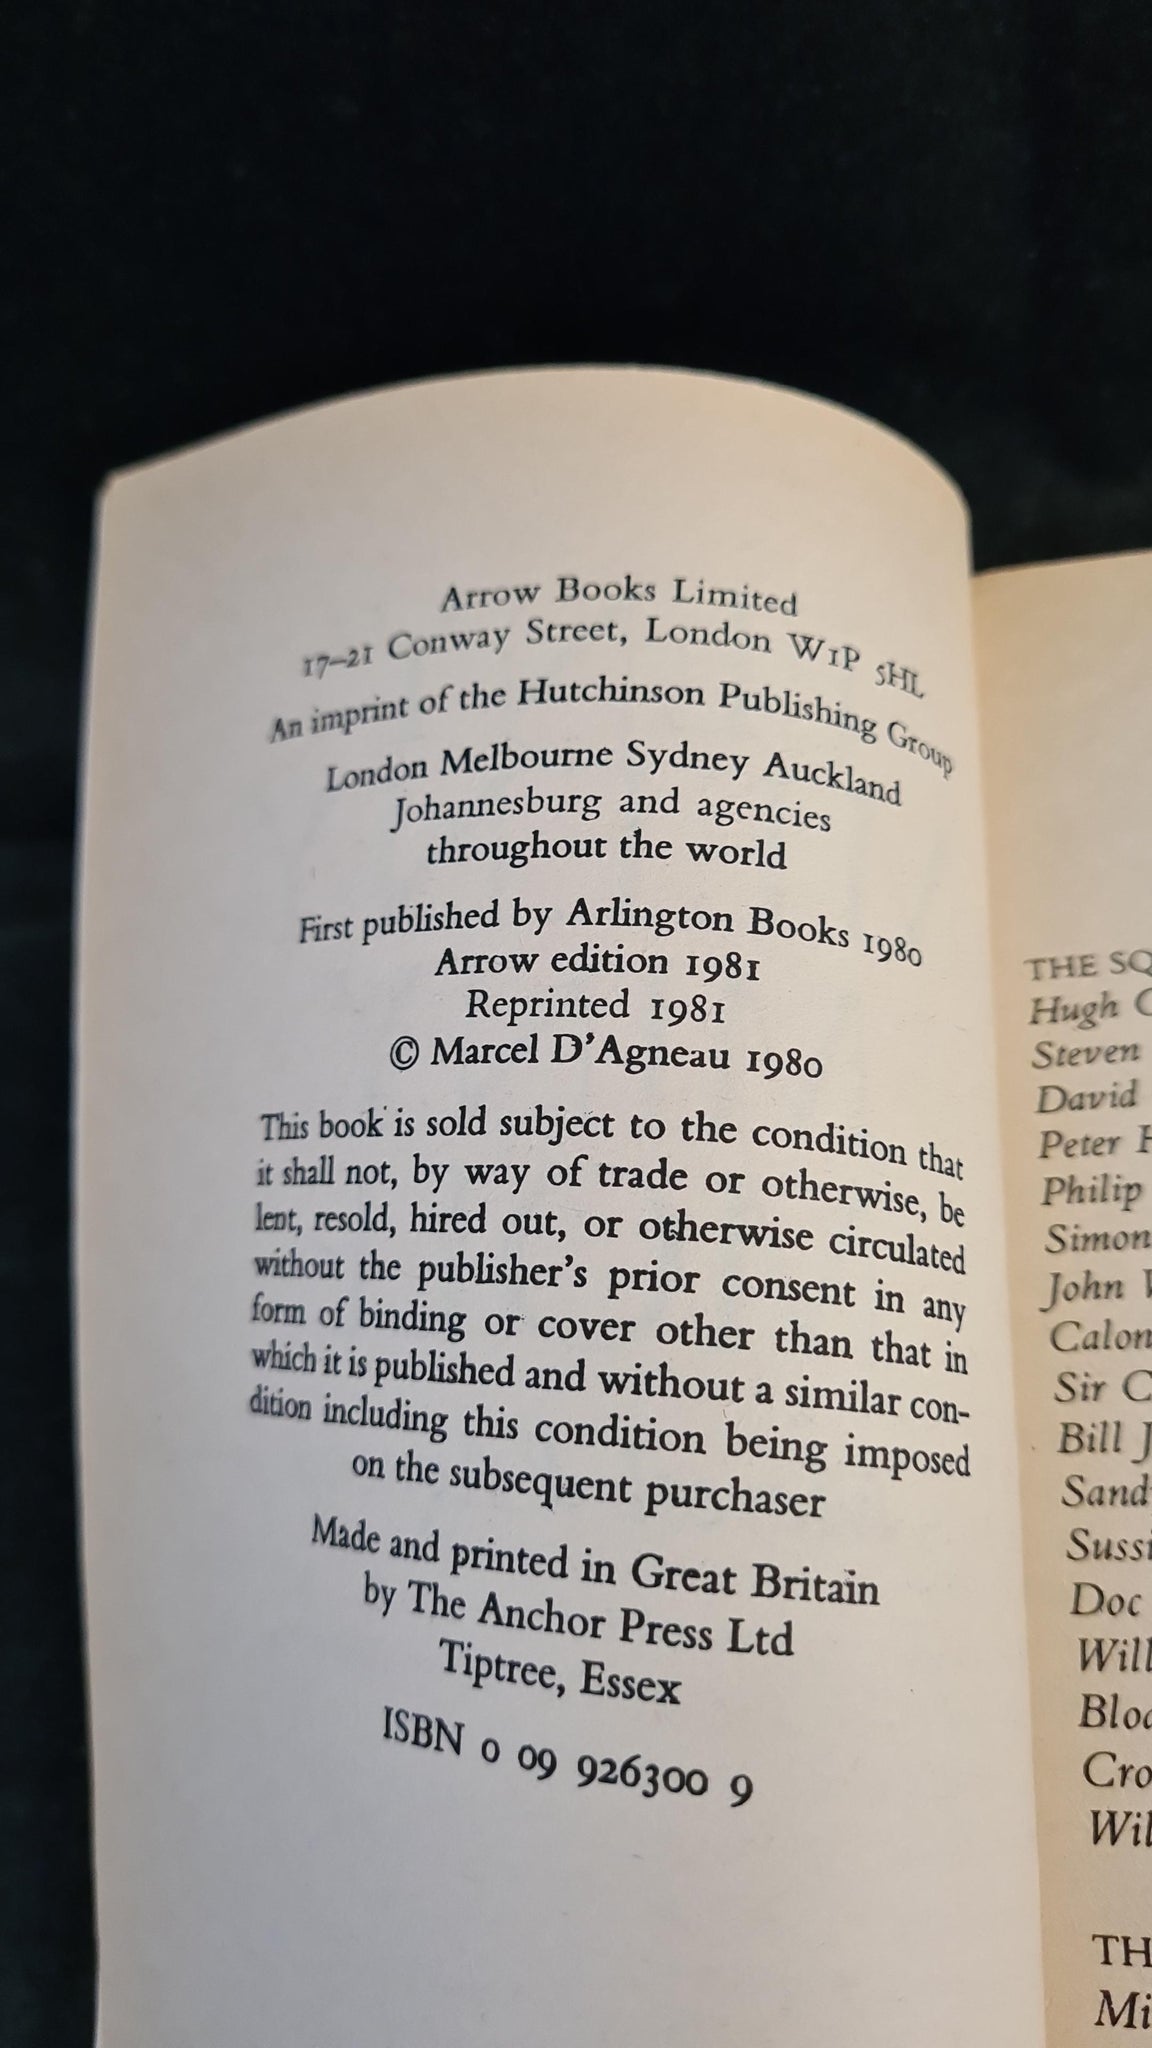 Arrow Books Limited
17–21 Conway Street, London W1P 5HL
An imprint of the Hutchinson Publishing Group
London Melbourne Sydney Auckland
Johannesburg and agencies
throughout the world
First published by Arlington Books 1980
Arrow edition 1981
Reprinted 1981
© Marcel D'Agneau 1980
This book is sold subject to the condition that
it shall not, by way of trade or otherwise, be
lent, resold, hired out, or otherwise circulated
without the publisher's prior consent in any
form of binding or cover other than that in
which it is published and without a similar con-
dition including this condition being imposed
on the subsequent purchaser
Made and printed in Great Britain
by The Anchor Press Ltd
Tiptree, Essex
ISBN 0 09 926300 9
THE
Hugh
Steven
David
Peter
Philip
Simon
John
Sir
Bill
Doc